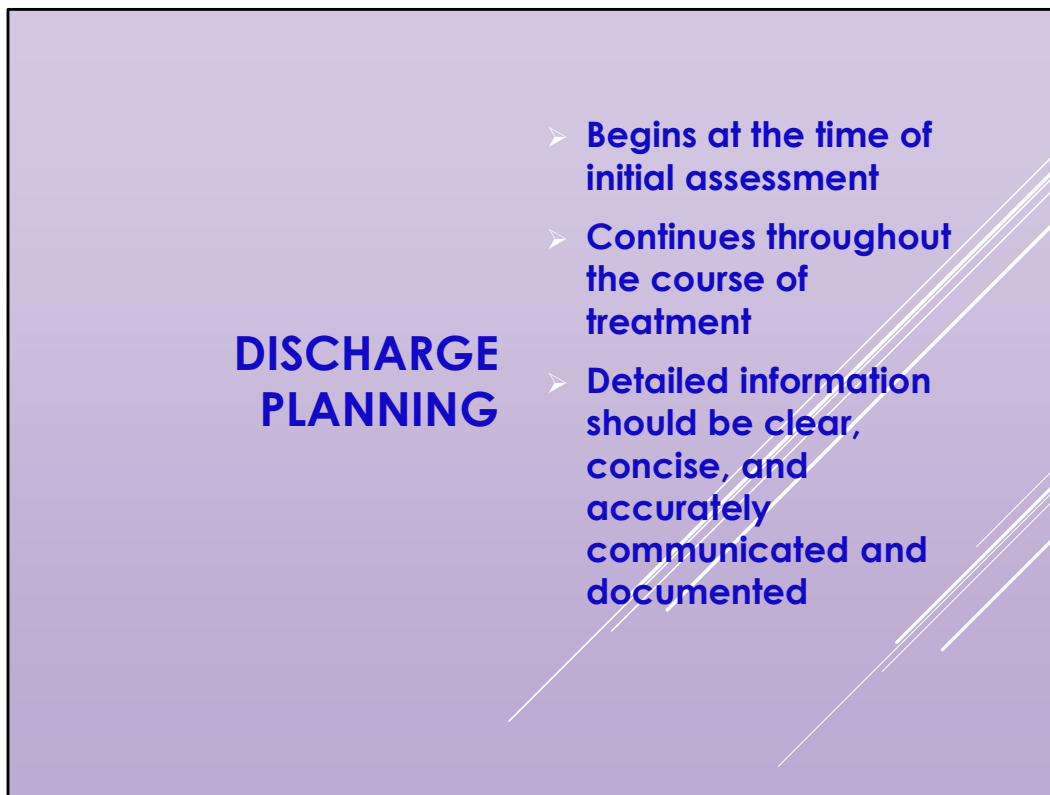 DISCHARGE
PLANNING
➢ Begins at the time of
initial assessment
➢ Continues throughout
the course of
treatment
➢ Detailed information
should be clear,
concise, and
accurately
communicated and
documented